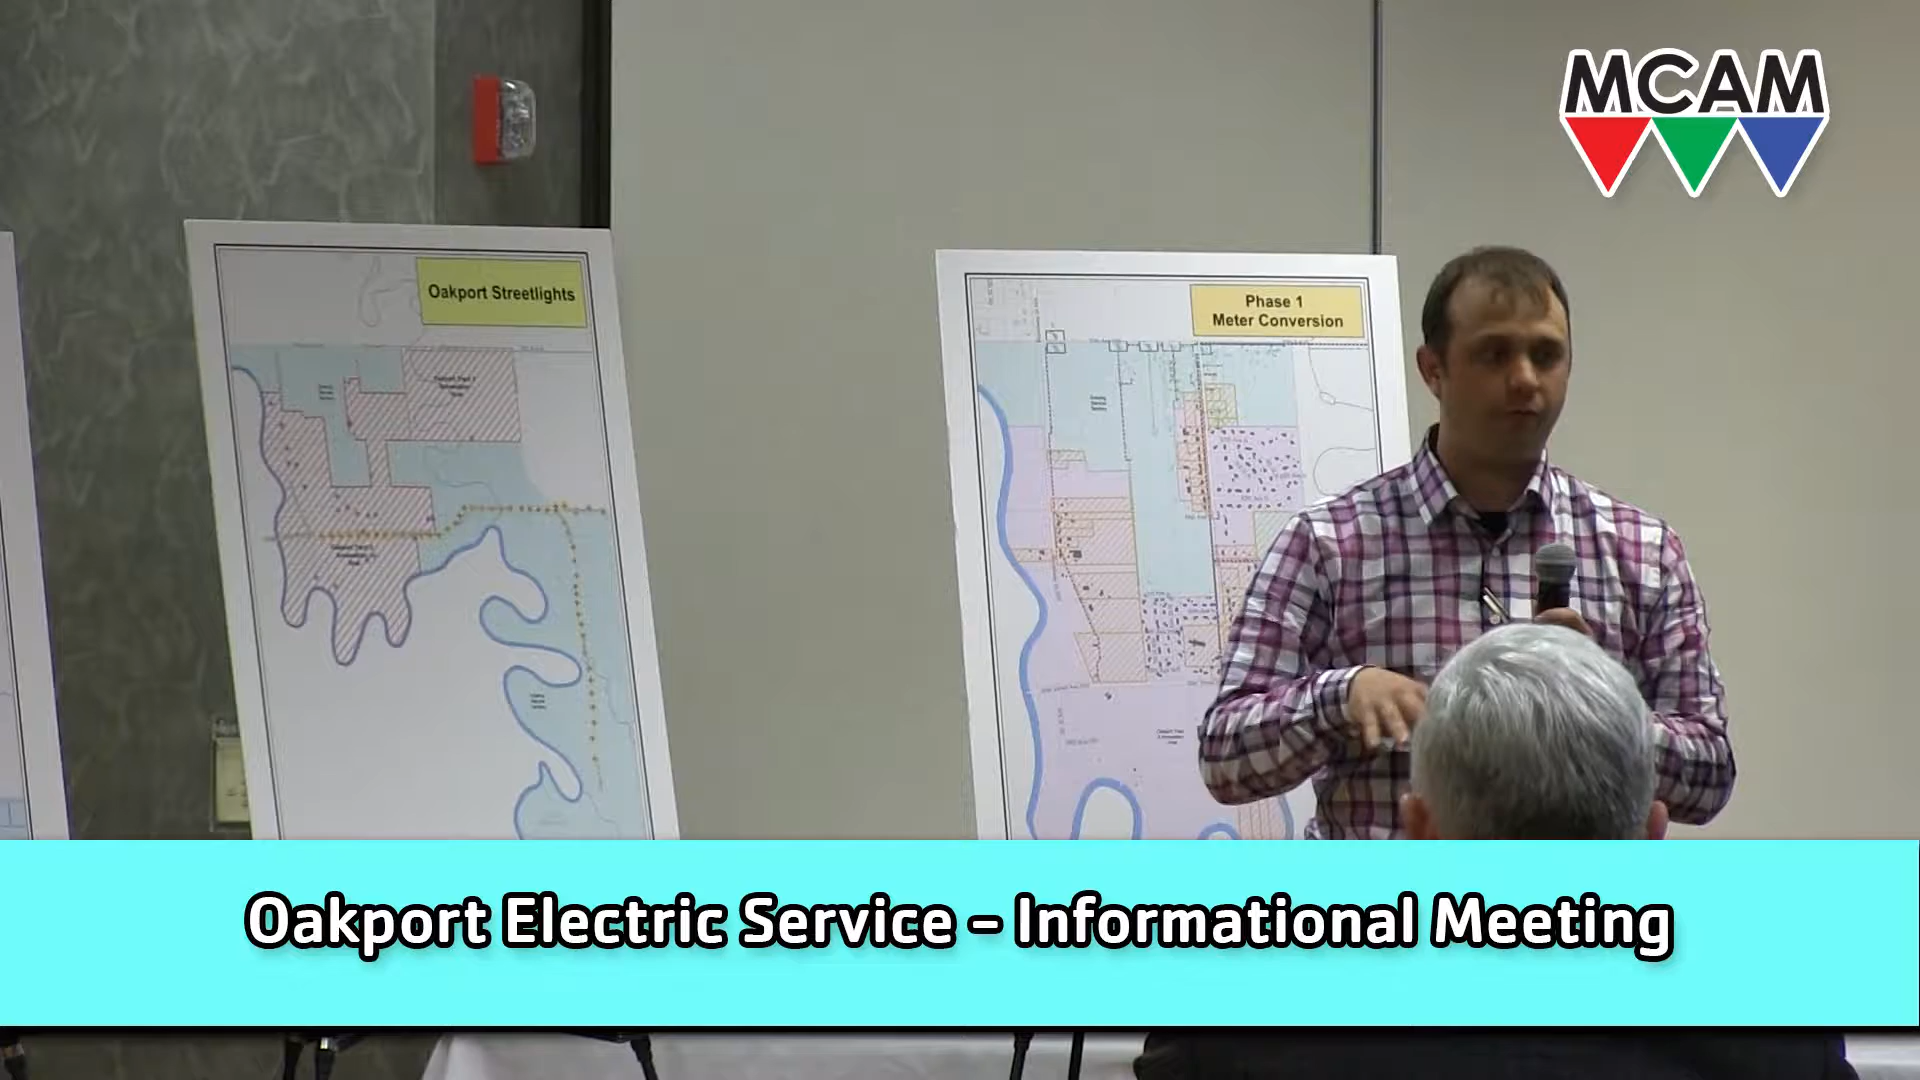 MCAM
Oakport Streetlights
Phase 1
Meter Conversion
Oakport Electric Service – Informational Meeting